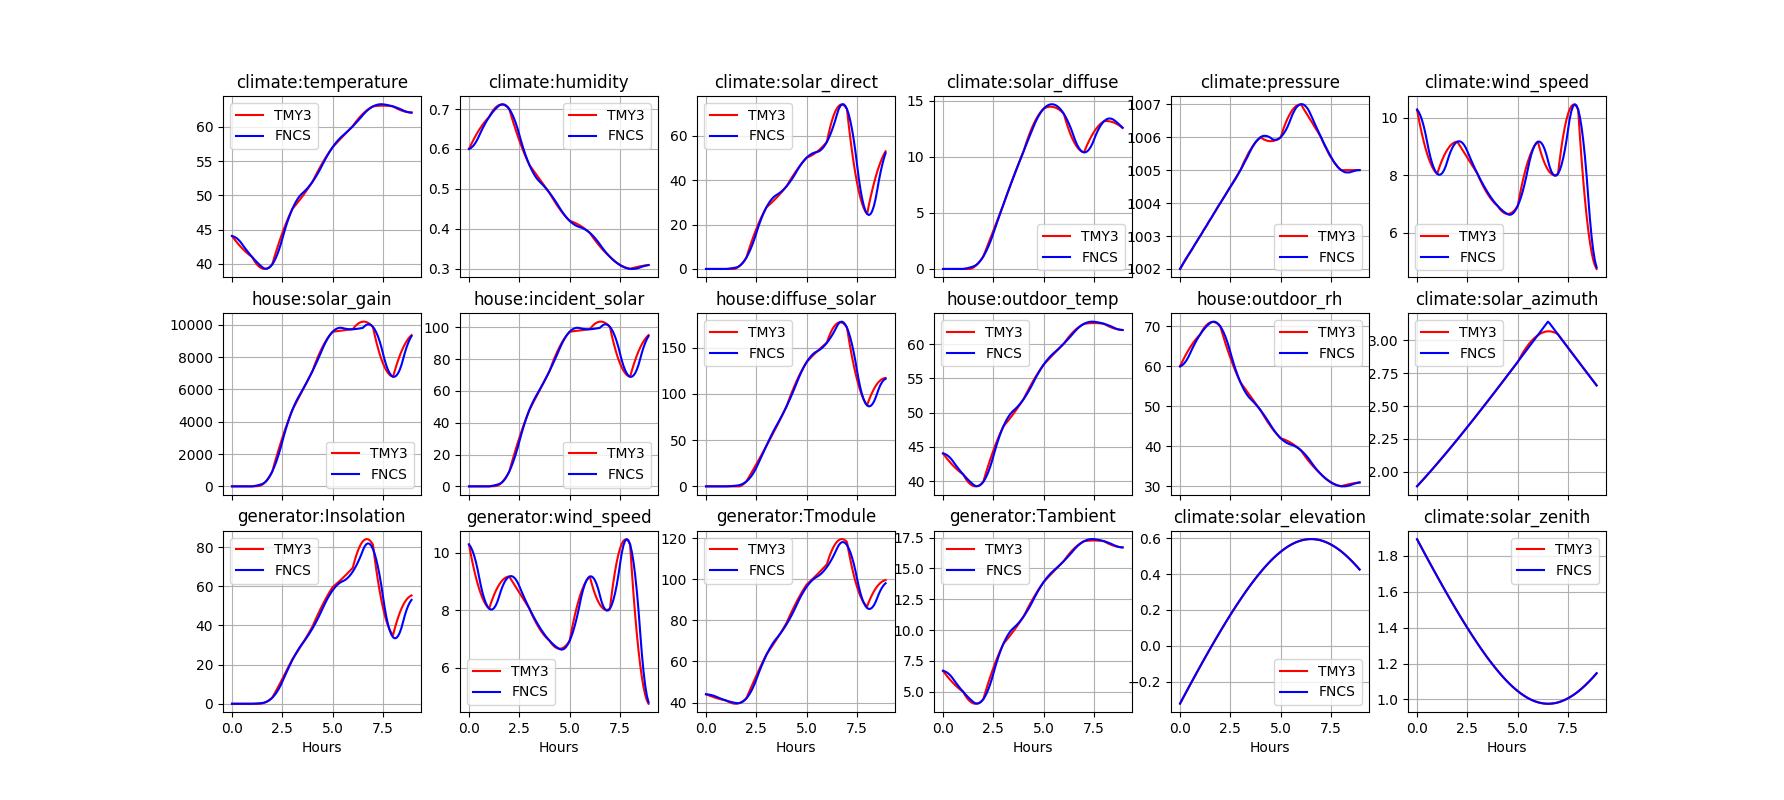 climate:temperature
TMY3
FNCS
60
55
50
45
40
climate:humidity
TMY3
FNCS
0.7
0.6
0.5
0.4
0.3
climate:solar_direct
TMY3
FNCS
60
40
20
0
climate:solar_diffuse
15
10
5
0
TMY3
FNCS
climate:pressure
1007
1006
1005
1004
1003
1002
TMY3
FNCS
climate:wind_speed
10
8
6
TMY3
FNCS
house:solar_gain
10000
8000
6000
4000
2000
0
TMY3
FNCS
house:incident_solar
100
80
60
40
20
0
TMY3
FNCS
house:diffuse_solar
TMY3
FNCS
150
100
50
0
house:outdoor_temp
TMY3
FNCS
60
55
50
45
40
house:outdoor_rh
TMY3
FNCS
70
60
50
40
30
climate:solar_azimuth
TMY3
FNCS
3.00
2.75
2.50
2.25
2.00
generator:Insolation
TMY3
FNCS
80
60
40
20
0
0.0 2.5 5.0 7.5
Hours
generator:wind_speed
10
8
6
TMY3
FNCS
0.0 2.5 5.0 7.5
Hours
generator:Tmodule
TMY3
FNCS
120
100
80
60
40
0.0 2.5 5.0 7.5
Hours
generator:Tambient
TMY3
FNCS
17.5
15.0
12.5
10.0
7.5
5.0
0.0 2.5 5.0 7.5
Hours
climate:solar_elevation
0.6
0.4
0.2
0.0
−0.2
TMY3
FNCS
0.0 2.5 5.0 7.5
Hours
climate:solar_zenith
TMY3
FNCS
1.8
1.6
1.4
1.2
1.0
0.0 2.5 5.0 7.5
Hours